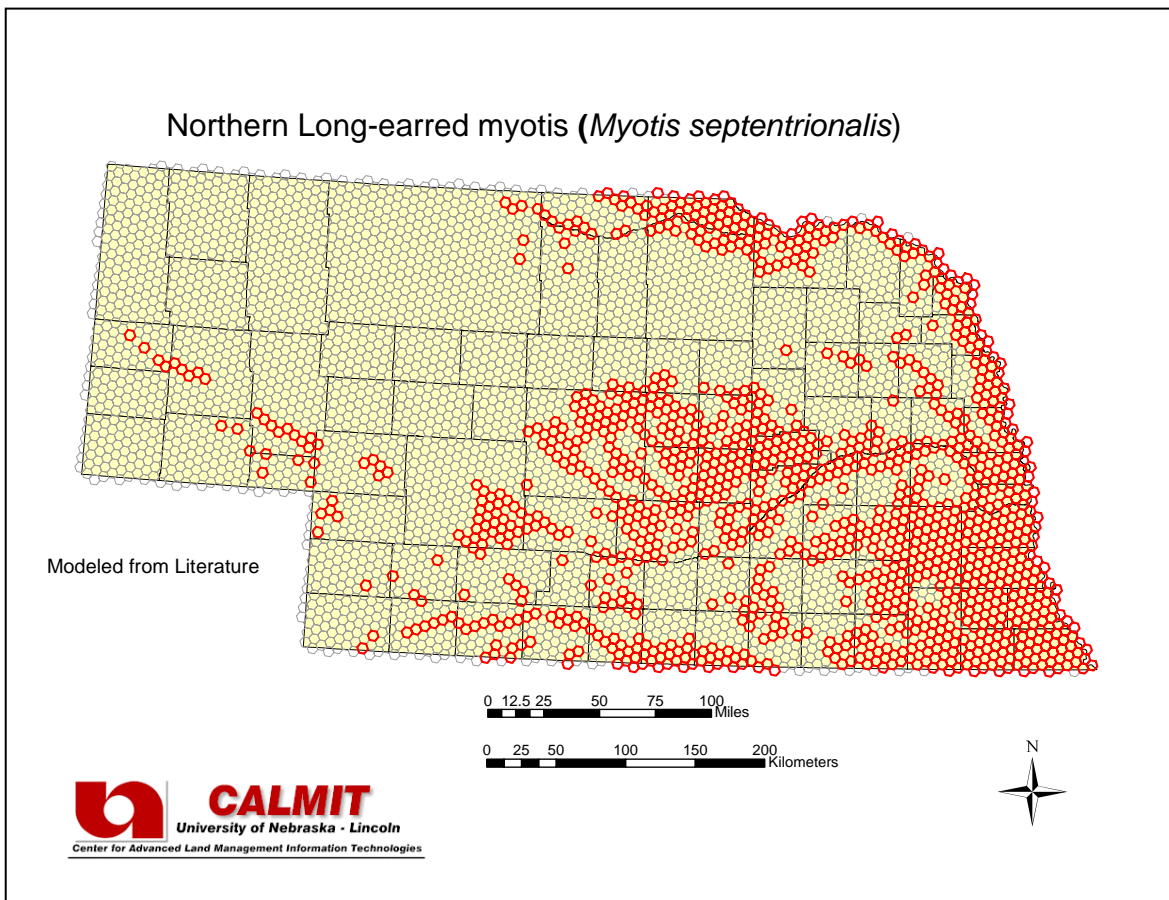 Northern Long-earred myotis (Myotis septentrionalis)
Modeled from Literature
0 12.5 25 50 75 100
Miles
0 25 50 100 150 200
Kilometers
N
CALMIT
University of Nebraska - Lincoln
Center for Advanced Land Management Information Technologies